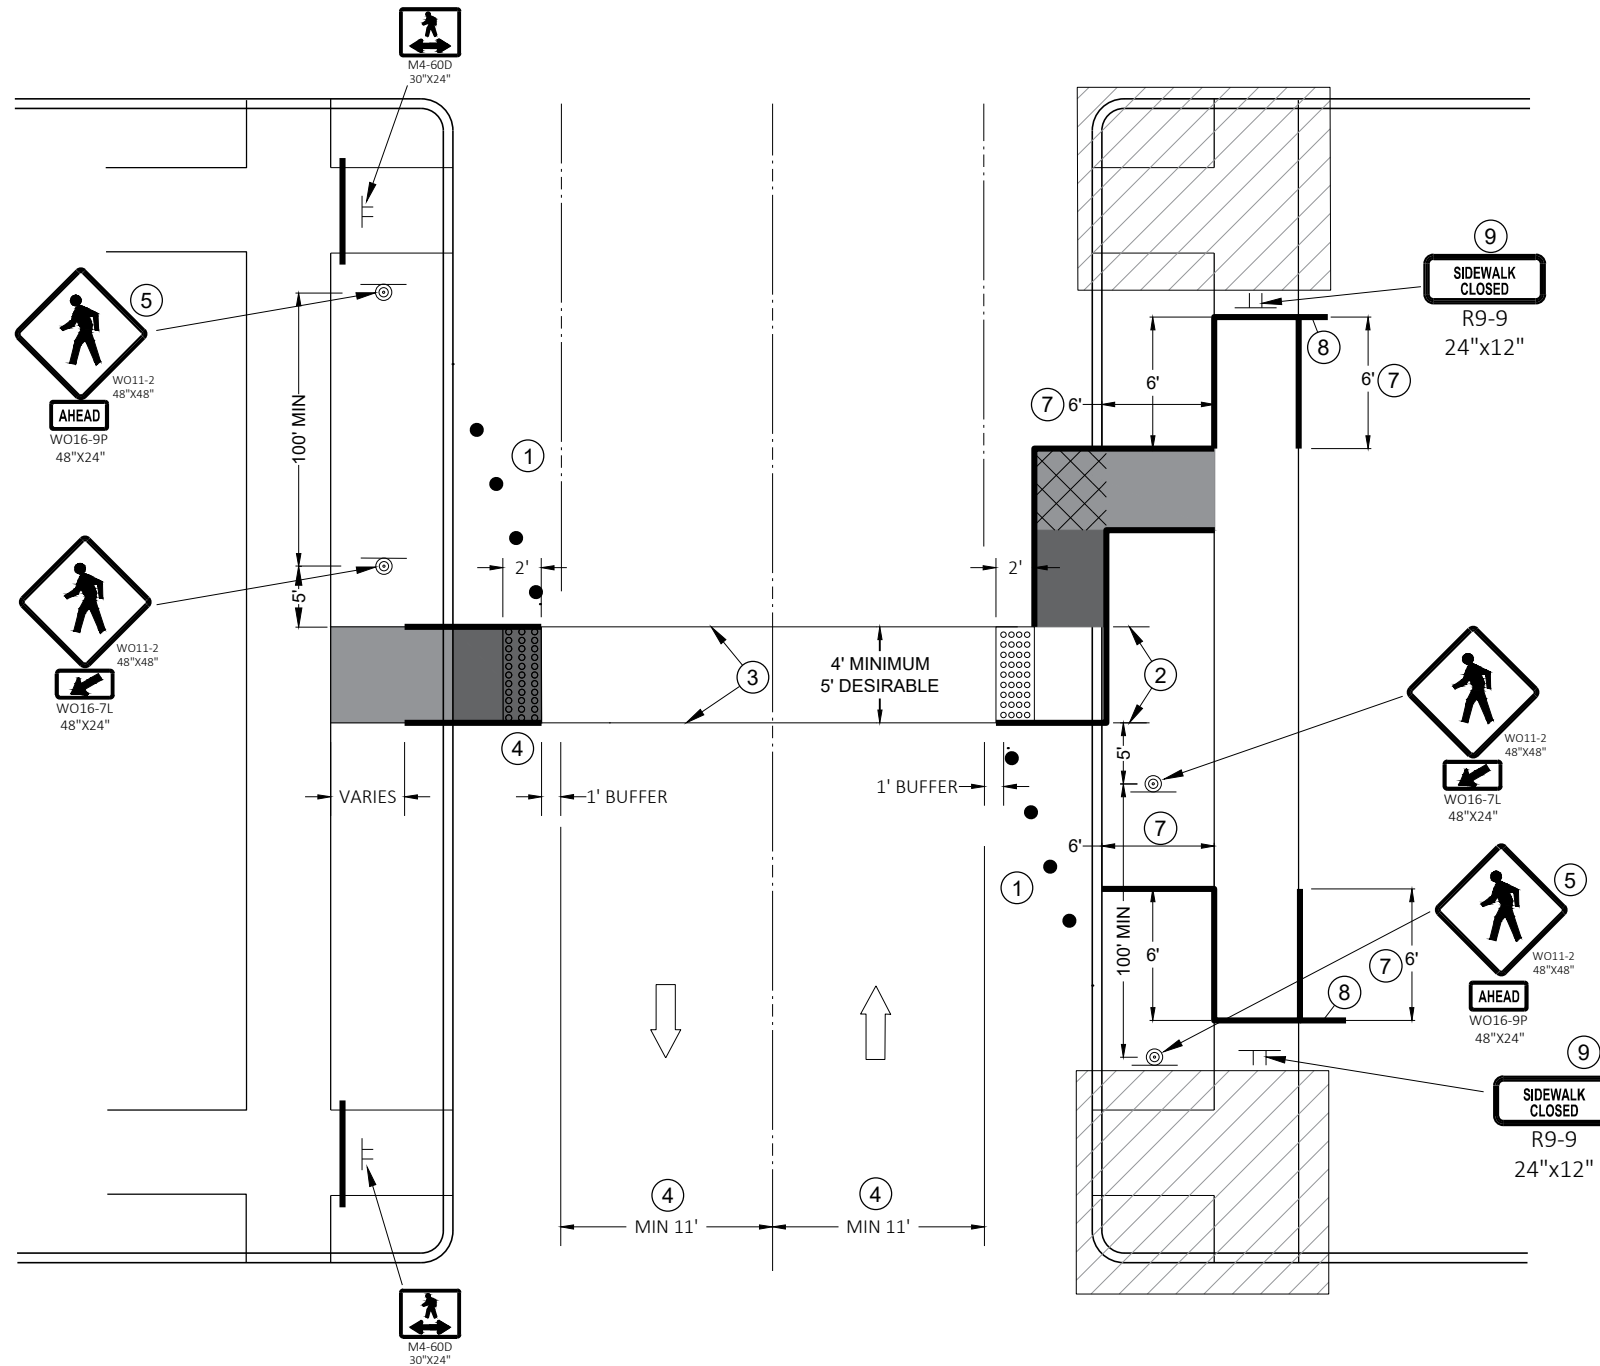 M4-60D
30"X24"
9
SIDEWALK
CLOSED
R9-9
24"x12"
5
WO11-2
48"X48"
AHEAD
WO16-9P
48"X24"
100' MIN
1
6'
8
6'
7
7
6'
2'
2'
5'
WO11-2
48"X48"
WO16-7L
48"X24"
3
4' MINIMUM
5' DESIRABLE
2
4
5'
WO11-2
48"X48"
WO16-7L
48"X24"
VARIES
1' BUFFER
1' BUFFER
7
6'
1
100' MIN
6'
5
WO11-2
48"X48"
7
6'
8
AHEAD
WO16-9P
48"X24"
9
SIDEWALK
CLOSED
R9-9
24"x12"
4
4
MIN 11'
MIN 11'
M4-60D
30"X24"